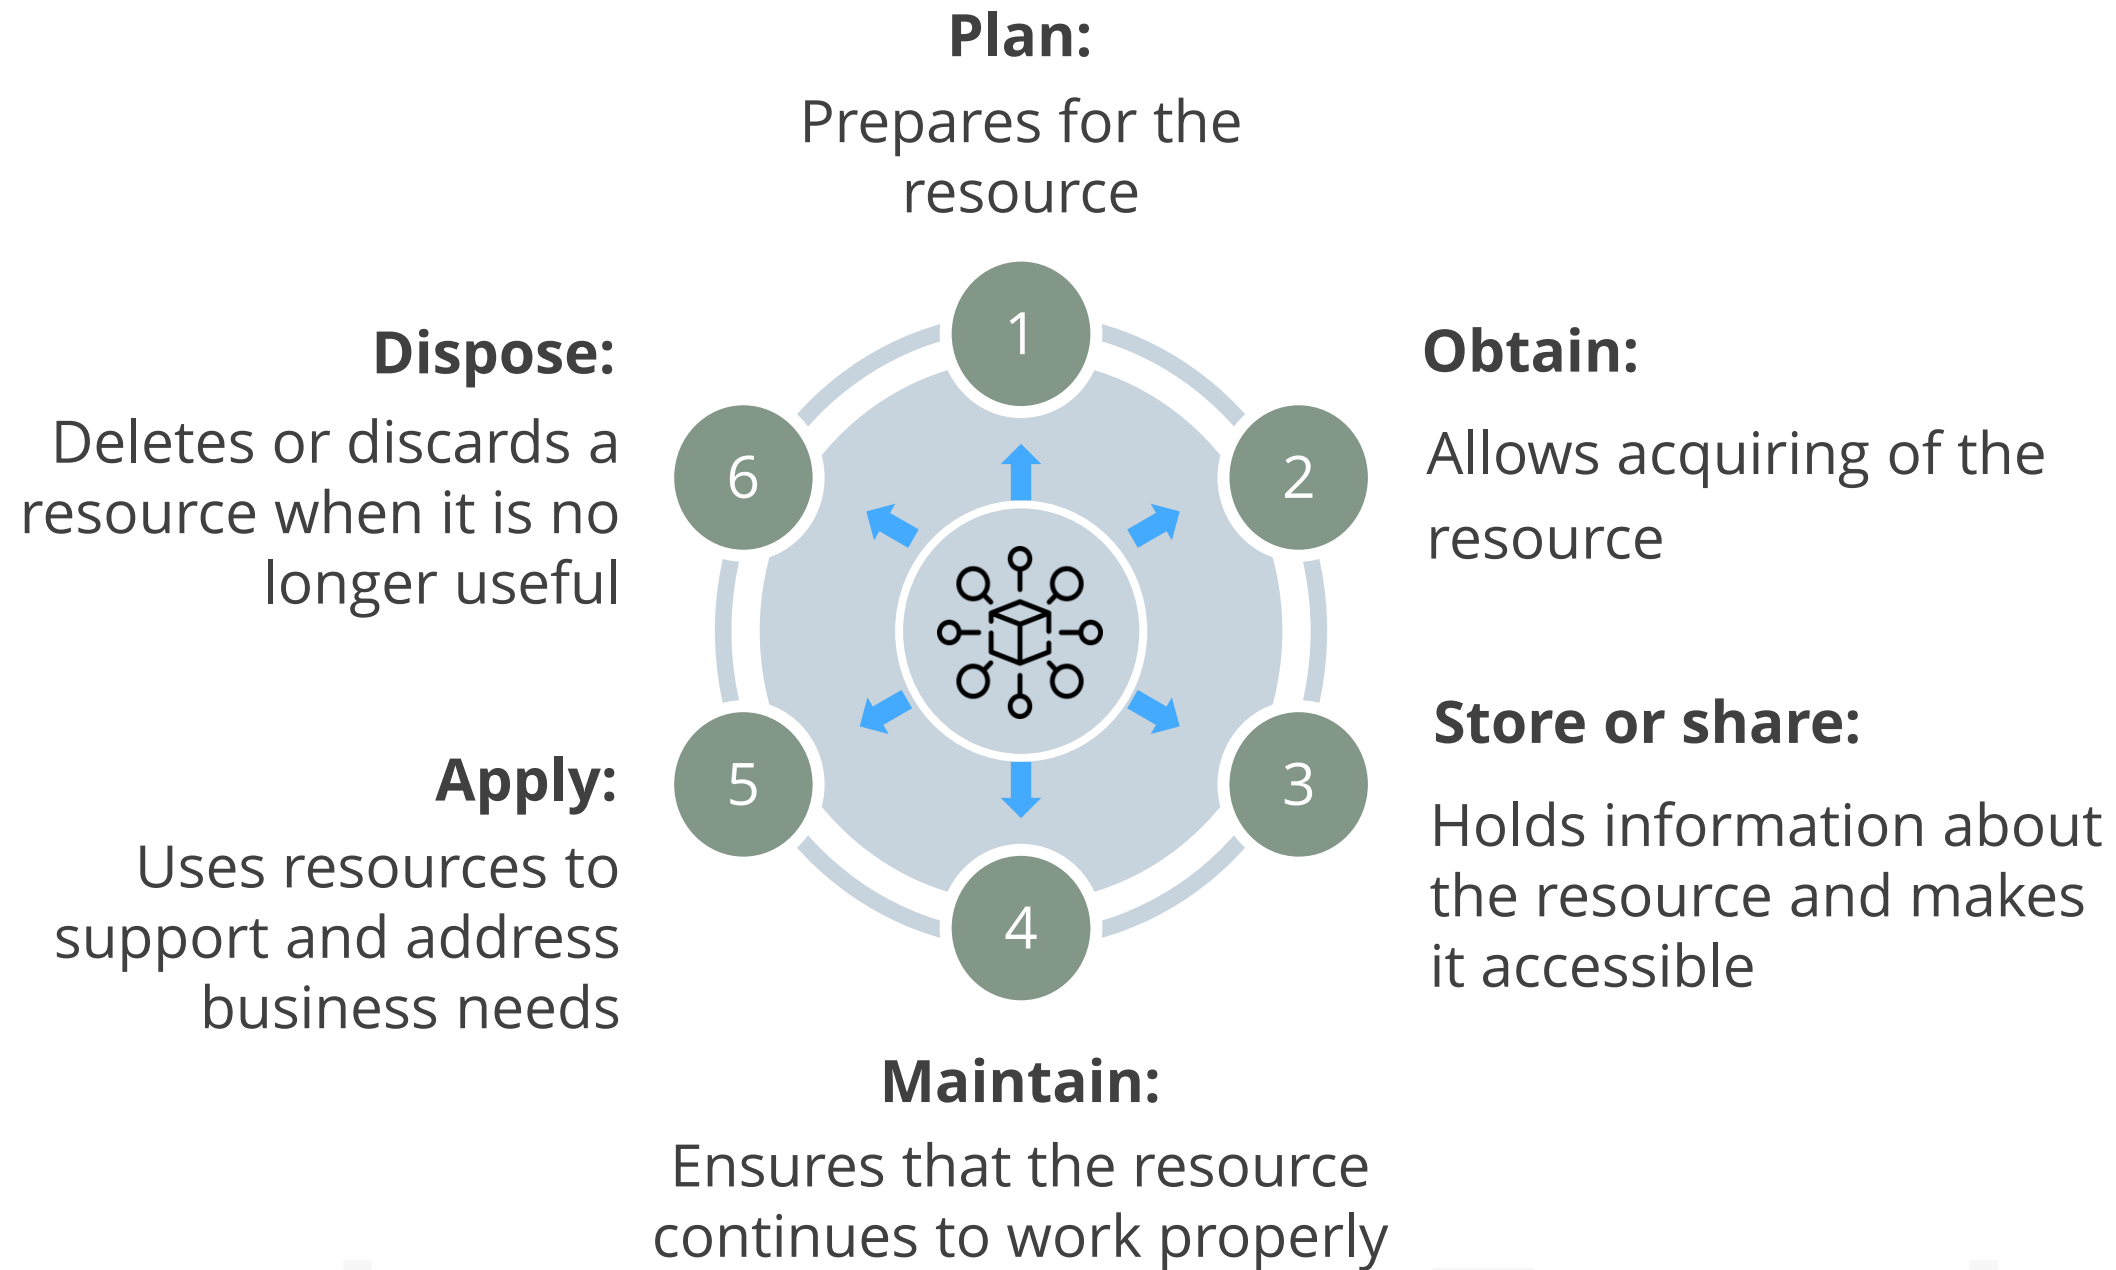 Plan:
Prepares for the
resource
1
Obtain:
Allows acquiring of the
resource
2
Store or share:
Holds information about
the resource and makes
it accessible
3
Maintain:
Ensures that the resource
continues to work properly
4
Apply:
Uses resources to
support and address
business needs
5
Dispose:
Deletes or discards a
resource when it is no
longer useful
6